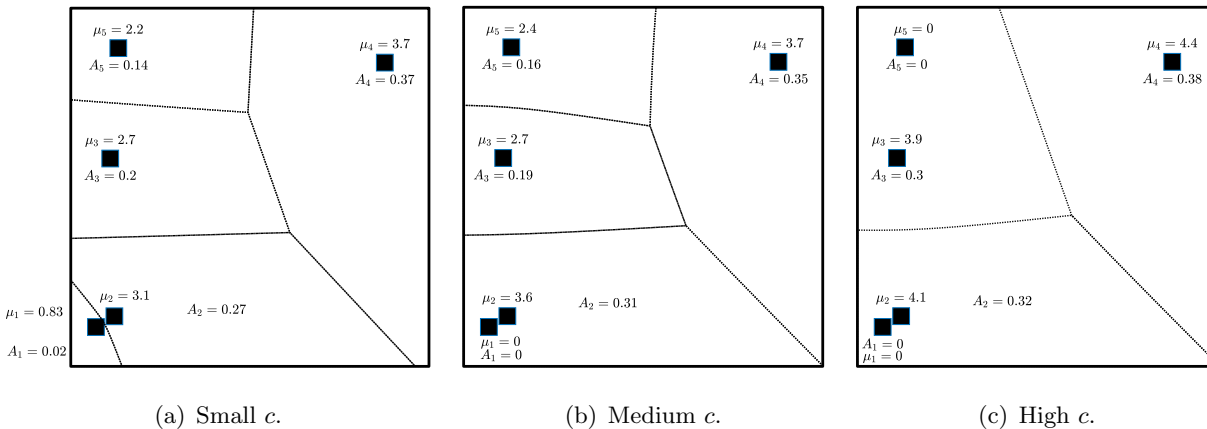 μ₅ = 2.2
A₅ = 0.14
μ₄ = 3.7
A₄ = 0.37
μ₃ = 2.7
A₃ = 0.2
μ₂ = 3.1
A₂ = 0.27
μ₁ = 0.83
A₁ = 0.02
(a) Small c.
μ₅ = 2.4
A₅ = 0.16
μ₄ = 3.7
A₄ = 0.35
μ₃ = 2.7
A₃ = 0.19
μ₂ = 3.6
A₂ = 0.31
μ₁ = 0
A₁ = 0
(b) Medium c.
μ₅ = 0
A₅ = 0
μ₄ = 4.4
A₄ = 0.38
μ₃ = 3.9
A₃ = 0.3
μ₂ = 4.1
A₂ = 0.32
A₁ = 0
μ₁ = 0
(c) High c.